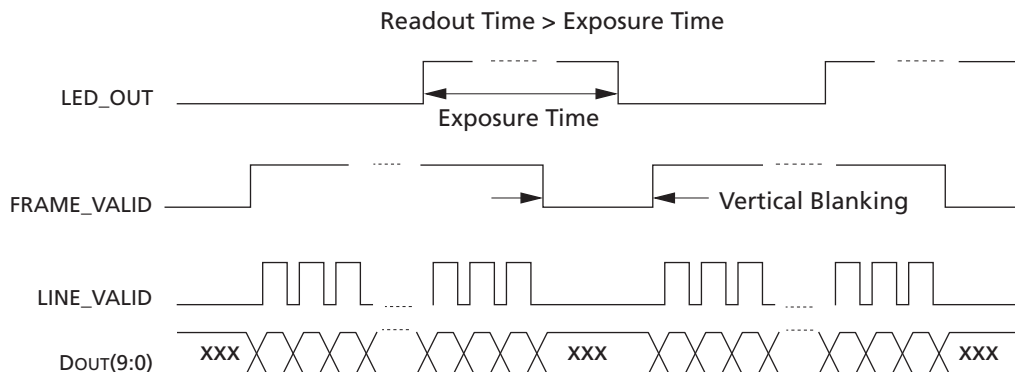 Readout Time > Exposure Time
LED_OUT
Exposure Time
FRAME_VALID
Vertical Blanking
LINE_VALID
DOUT(9:0)
XXX
XXX
XXX